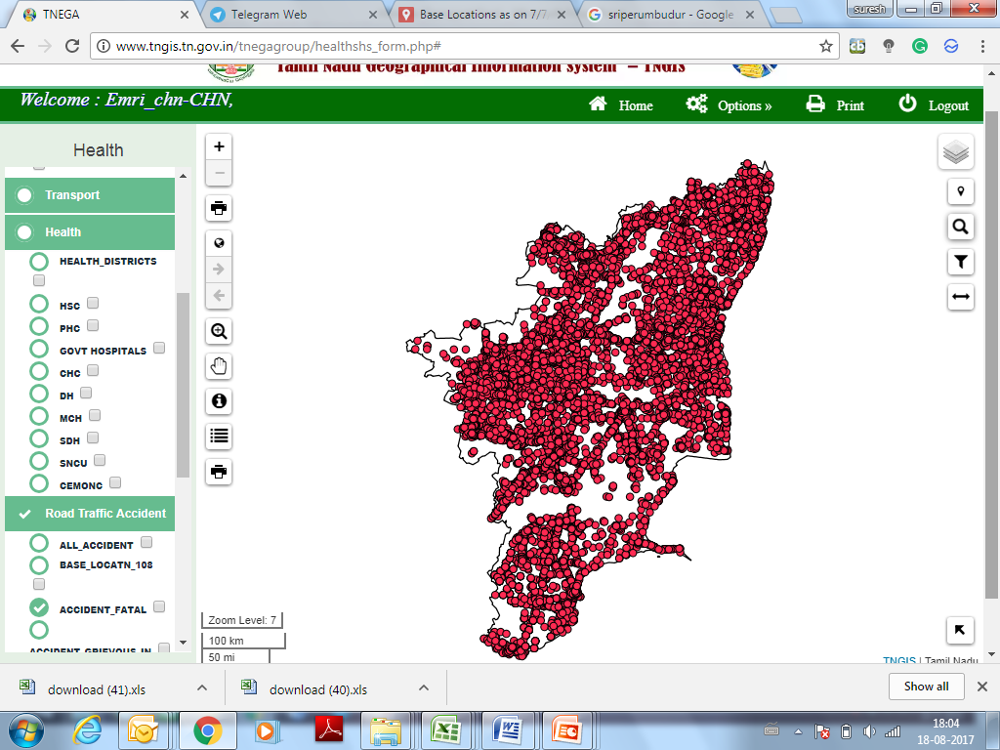 TNEGA
Telegram Web
Base Locations as on 7/7/
sriperumbudur - Google
suresh
www.tngis.tn.gov.in/tnegagroup/healthshs_form.php#
Tamil Nadu Geographical Information system – TNGIS
Welcome : Emri_chn-CHN,
Home
Options »
Print
Logout
Health
Transport
Health
HEALTH_DISTRICTS
HSC
PHC
GOVT HOSPITALS
CHC
DH
MCH
SDH
SNCU
CEMONC
Road Traffic Accident
ALL_ACCIDENT
BASE_LOCATN_108
ACCIDENT_FATAL
ACCIDENT_GRIEVOUS_IN
Zoom Level: 7
100 km
50 mi
TNGIS | Tamil Nadu
download (41).xls
download (40).xls
Show all
18:04
18-08-2017